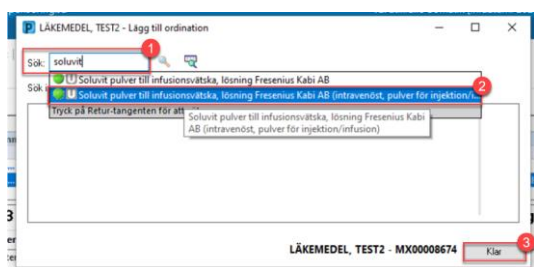 P LÄKEMEDEL, TEST2 - Lägg till ordination
1
Sök: soluvit
U Soluvit pulver till infusionsvätska, lösning Fresenius Kabi AB
2
Sök i
U Soluvit pulver till infusionsvätska, lösning Fresenius Kabi AB (intravenöst, pulver för injektion/i...
Tryck på Retur-tangenten för att
Soluvit pulver till infusionsvätska, lösning Fresenius Kabi
AB (intravenöst, pulver för injektion/infusion)
3
LÄKEMEDEL, TEST2 - MX00008674
Klar
3